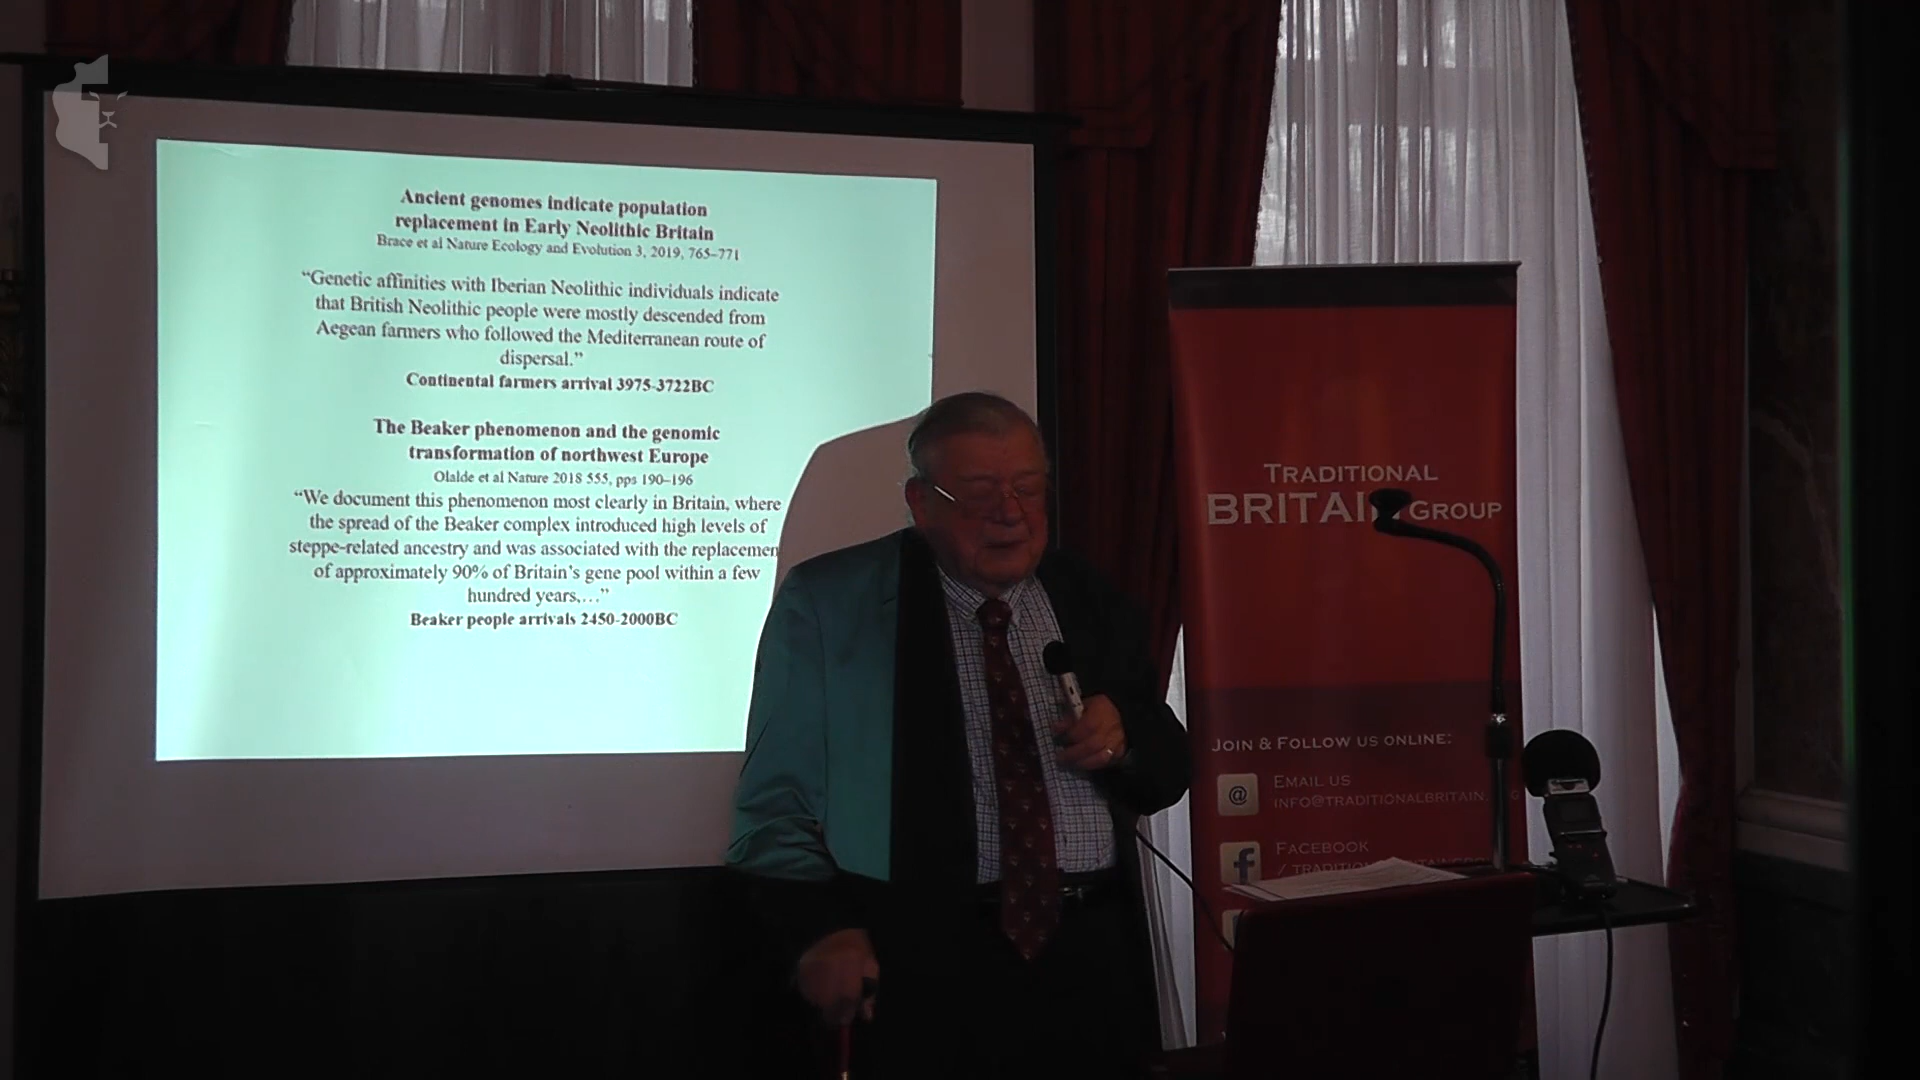 Ancient genomes indicate population
replacement in Early Neolithic Britain
Brace et al Nature Ecology and Evolution 3, 2019, 765–771
“Genetic affinities with Iberian Neolithic individuals indicate
that British Neolithic people were mostly descended from
Aegean farmers who followed the Mediterranean route of
dispersal.”
Continental farmers arrival 3975-3722BC
The Beaker phenomenon and the genomic
transformation of northwest Europe
Olalde et al Nature 2018 555, pps 190–196
“We document this phenomenon most clearly in Britain, where
the spread of the Beaker complex introduced high levels of
steppe-related ancestry and was associated with the replacemen
of approximately 90% of Britain's gene pool within a few
hundred years,…”
Beaker people arrivals 2450-2000BC
TRADITIONAL
BRITAI GROUP
JOIN & FOLLOW US ONLINE:
@
EMAIL US
INFO@TRADITIONALBRITAIN.
f
FACEBOOK